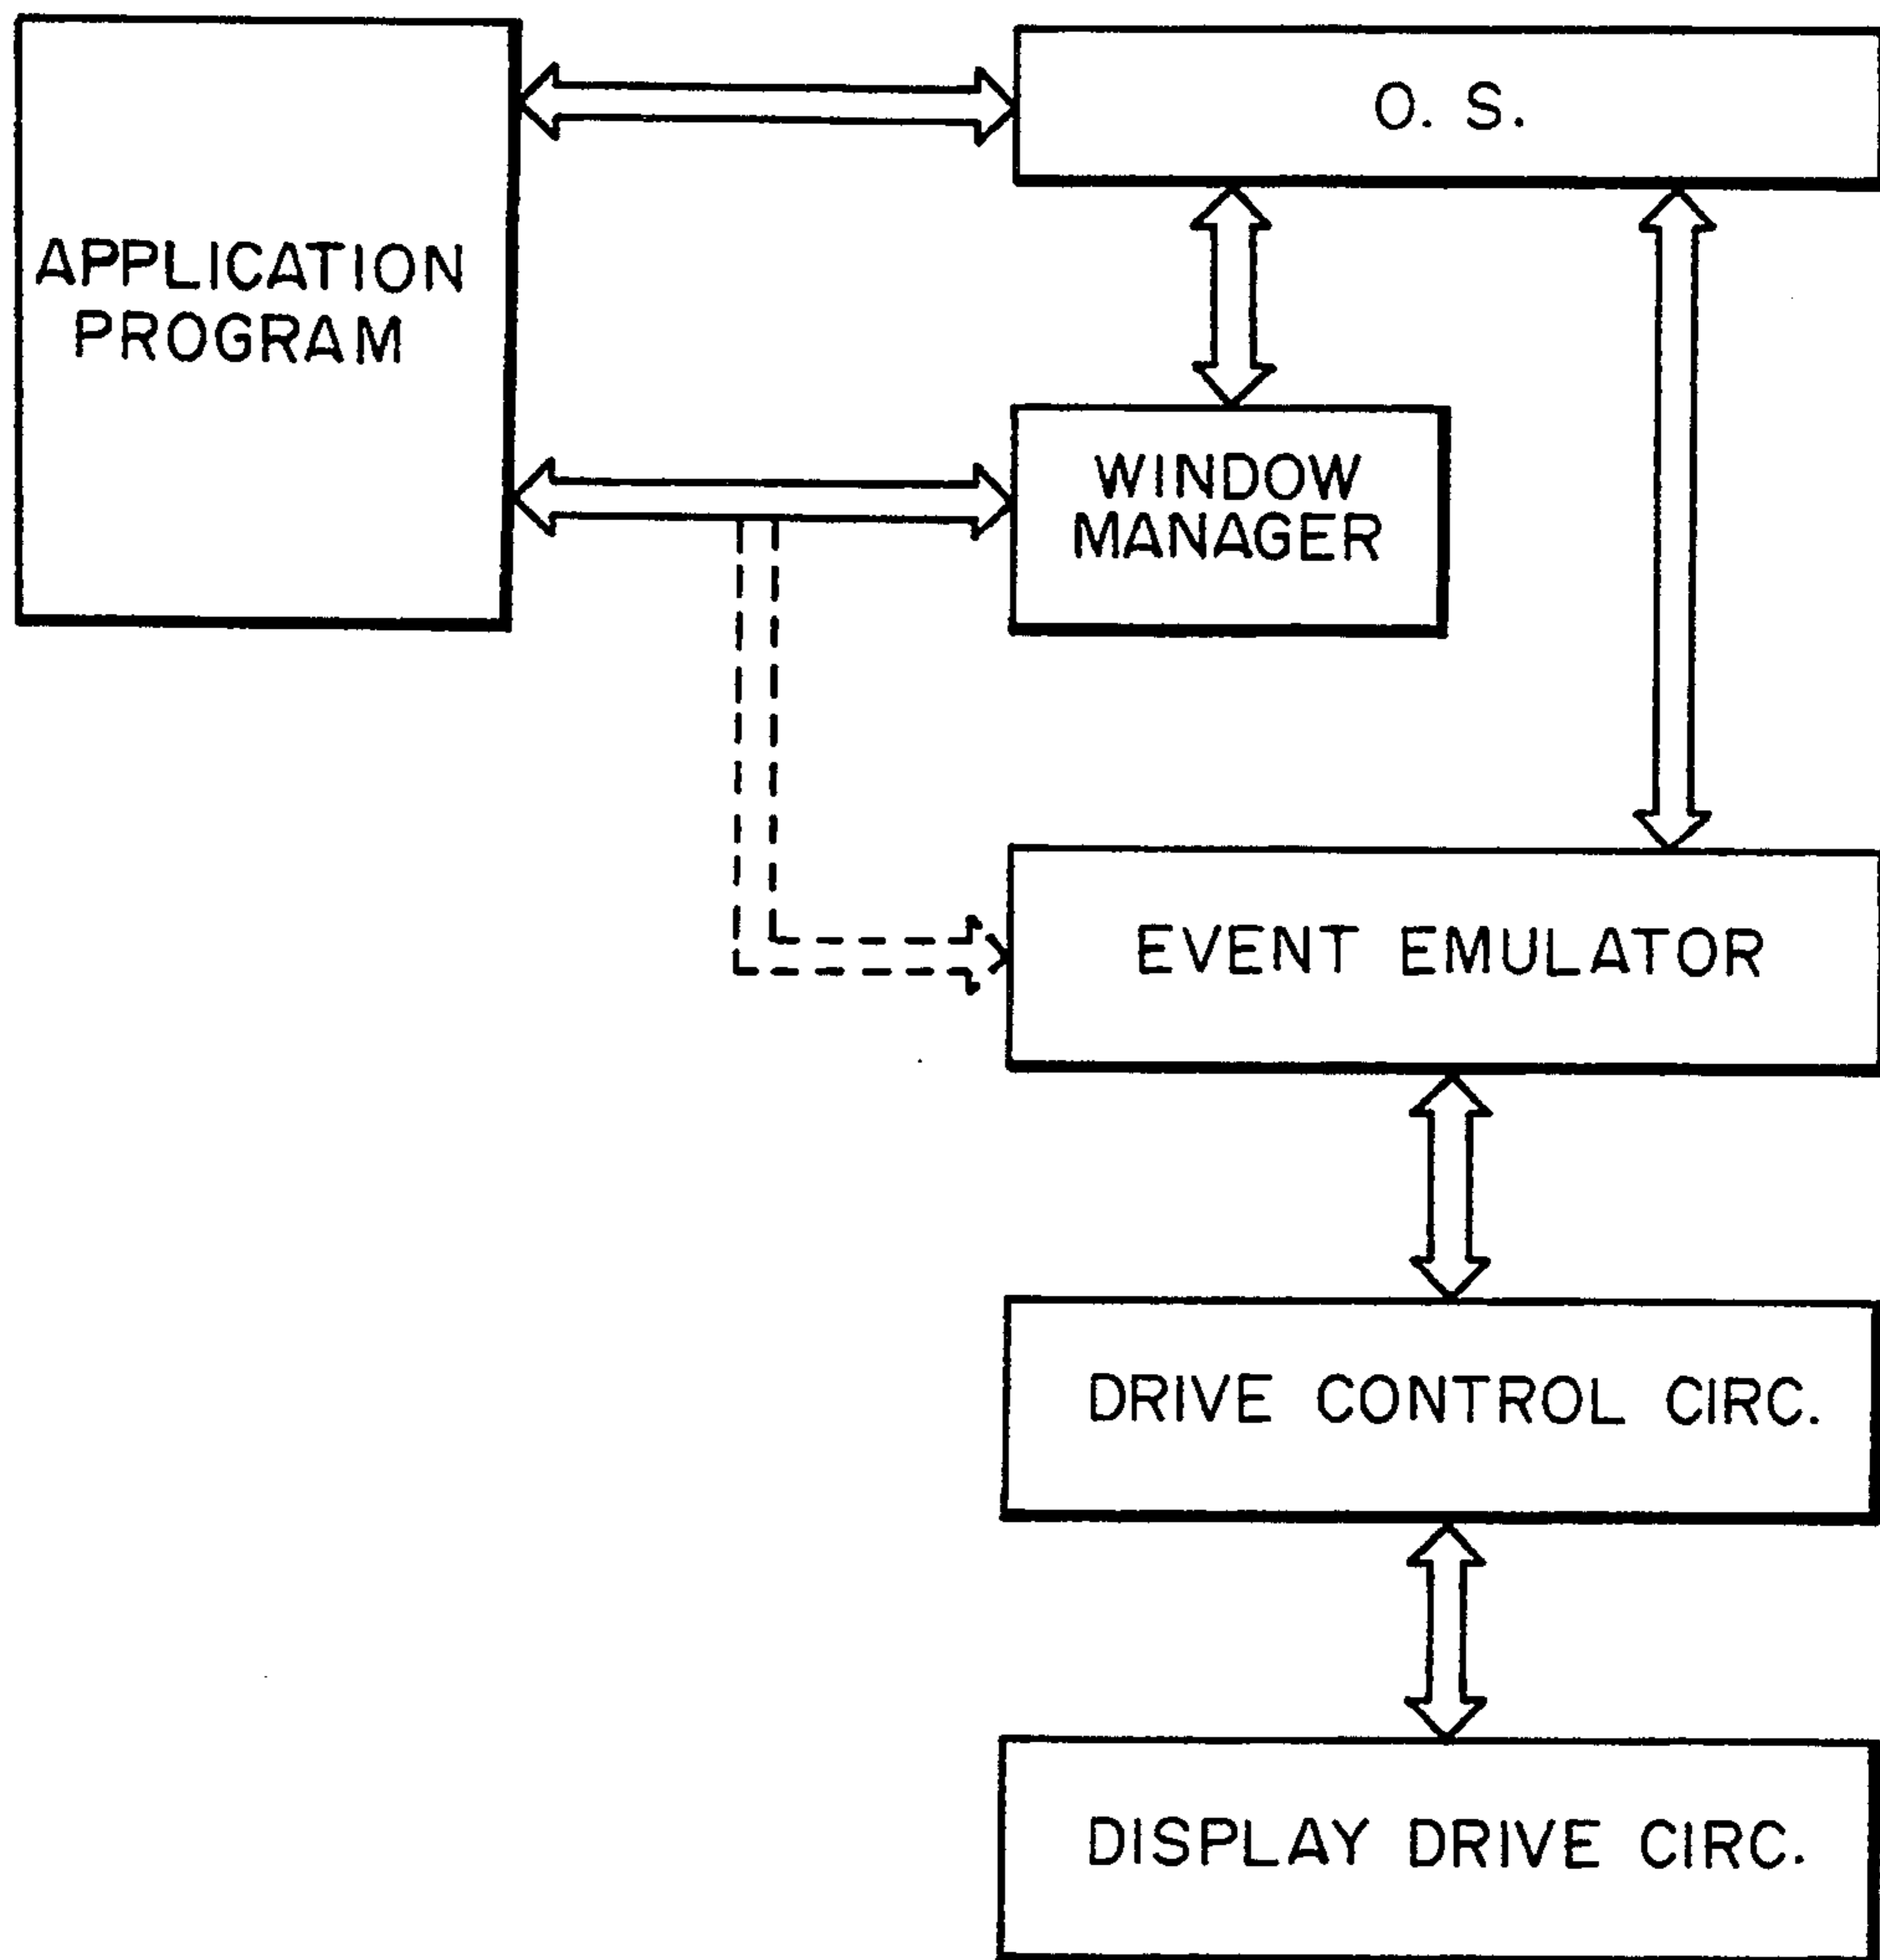 O. S.
APPLICATION
PROGRAM
WINDOW
MANAGER
EVENT EMULATOR
DRIVE CONTROL CIRC.
DISPLAY DRIVE CIRC.